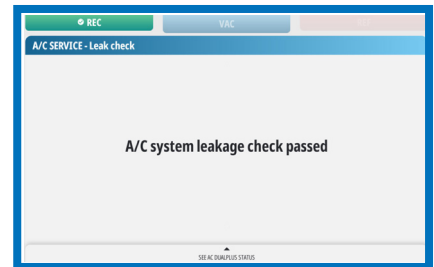 REC
VAC
A/C SERVICE - Leak check
A/C system leakage check passed
SEE AC DUALPLUS STATUS